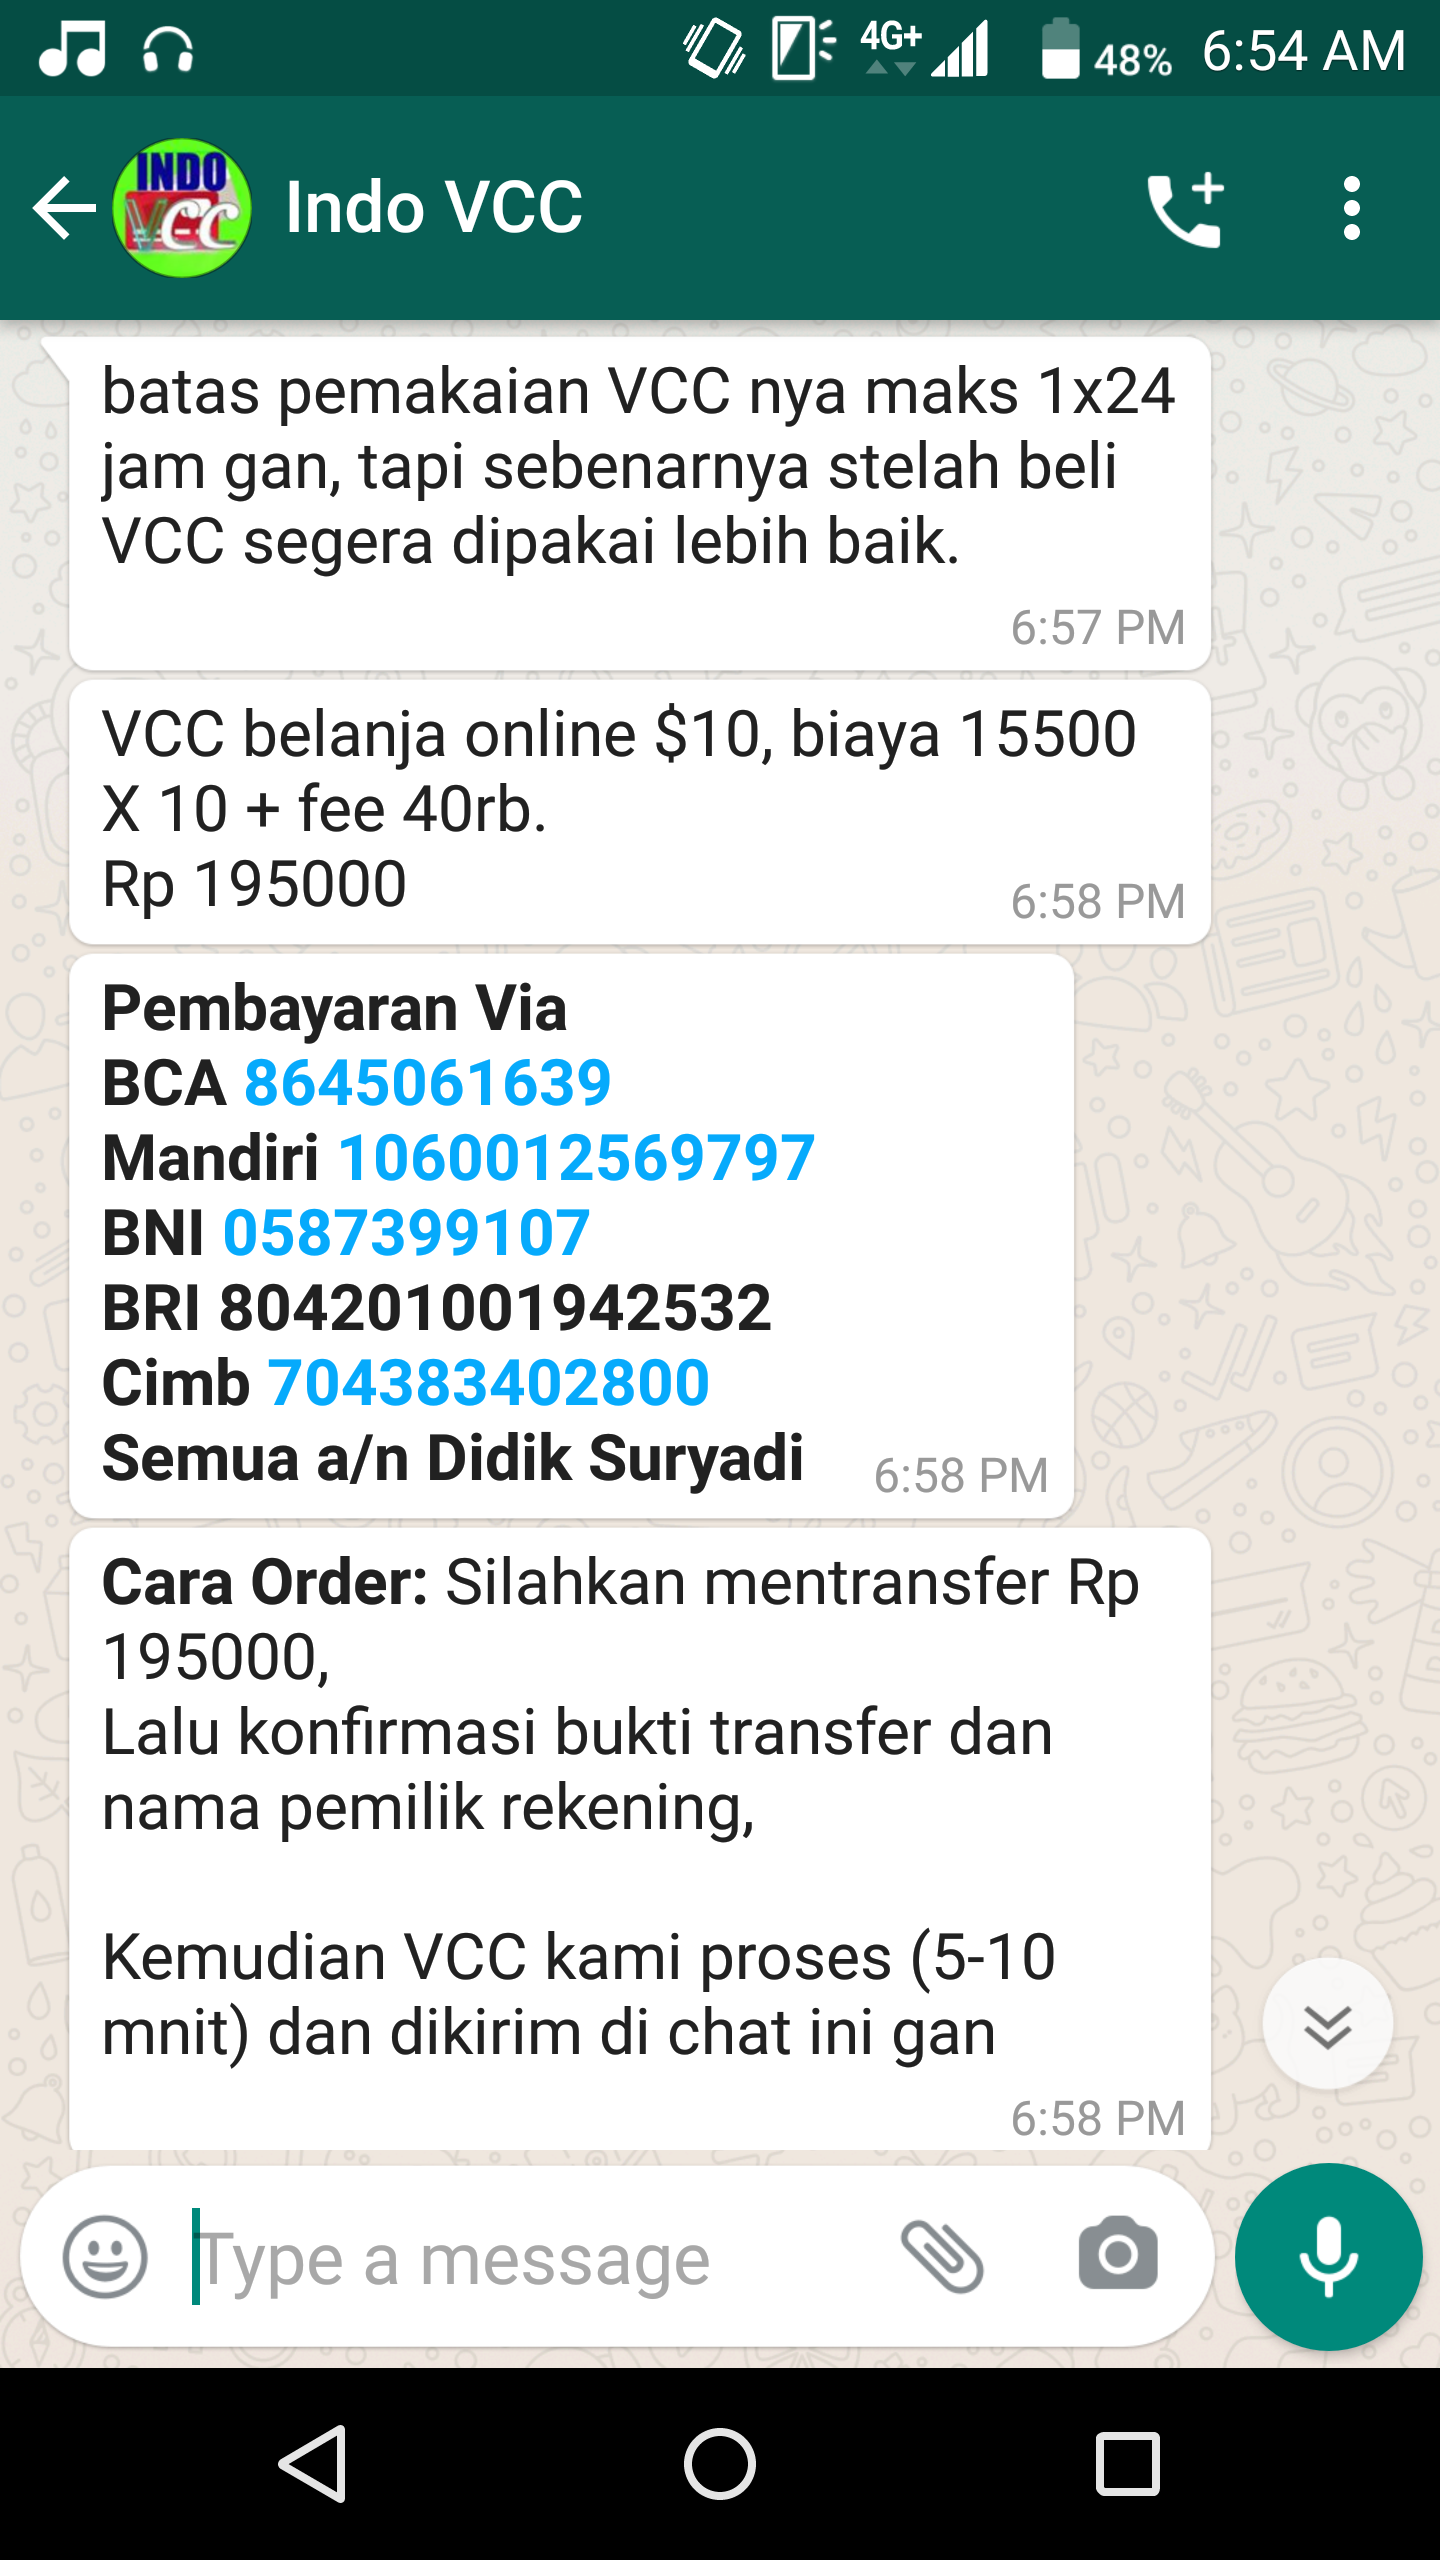 4G+ 48% 6:54 AM
INDO
VCC
Indo VCC
batas pemakaian VCC nya maks 1x24
jam gan, tapi sebenarnya stelah beli
VCC segera dipakai lebih baik.
6:57 PM
VCC belanja online $10, biaya 15500
X 10 + fee 40rb.
Rp 195000
6:58 PM
Pembayaran Via
BCA 8645061639
Mandiri 1060012569797
BNI 0587399107
BRI 804201001942532
Cimb 704383402800
Semua a/n Didik Suryadi
6:58 PM
Cara Order: Silahkan mentransfer Rp
195000,
Lalu konfirmasi bukti transfer dan
nama pemilik rekening,
Kemudian VCC kami proses (5-10
mnit) dan dikirim di chat ini gan
6:58 PM
Type a message